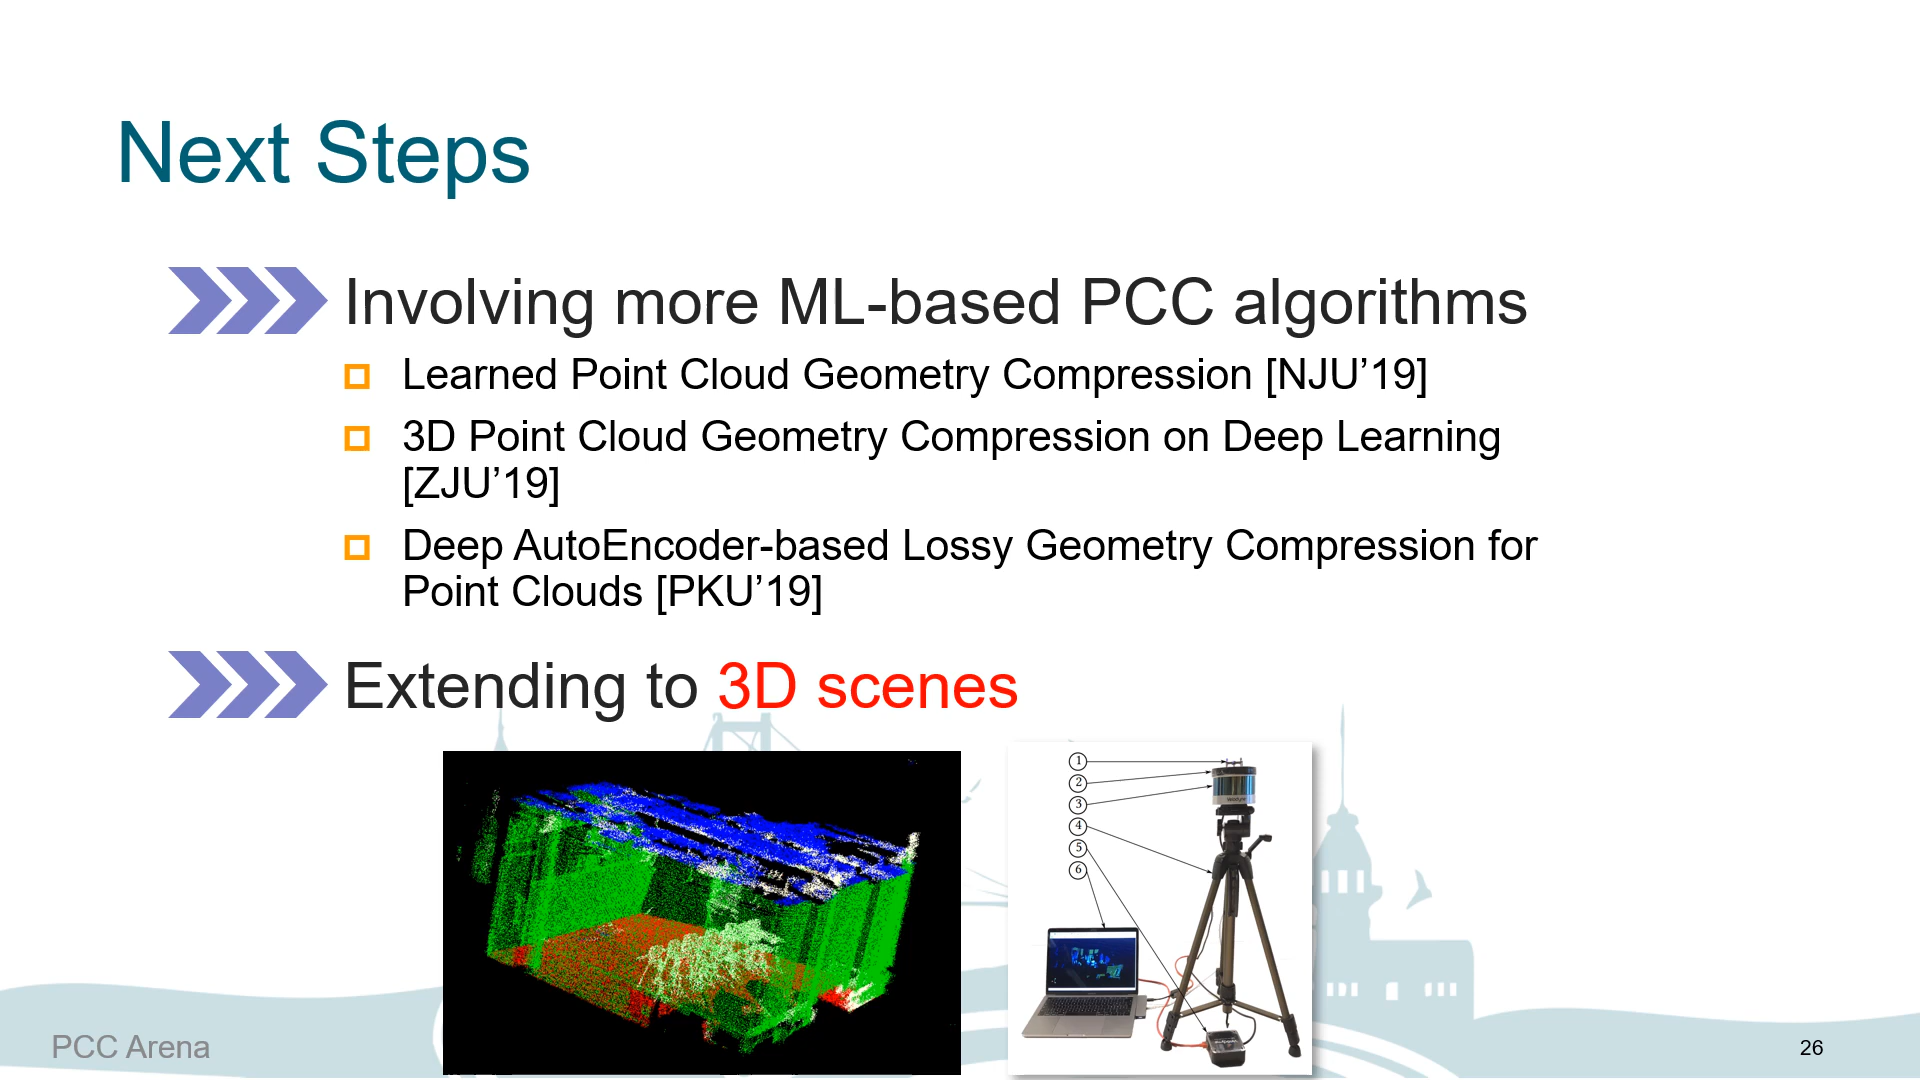 Next Steps
Involving more ML-based PCC algorithms
Learned Point Cloud Geometry Compression [NJU’19]
3D Point Cloud Geometry Compression on Deep Learning
[ZJU’19]
Deep AutoEncoder-based Lossy Geometry Compression for
Point Clouds [PKU’19]
Extending to 3D scenes
1
2
3
4
5
6
PCC Arena
26